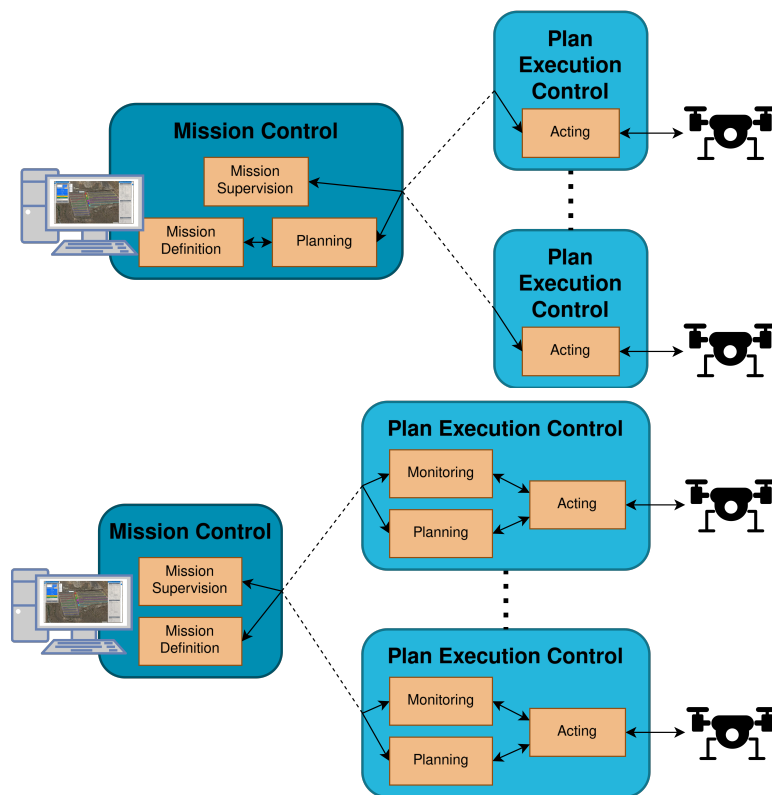 Plan
Execution
Control
Acting
Mission Control
Mission
Supervision
Mission
Definition
Planning
Plan
Execution
Control
Acting
Plan Execution Control
Monitoring
Planning
Acting
Mission Control
Mission
Supervision
Mission
Definition
Plan Execution Control
Monitoring
Planning
Acting